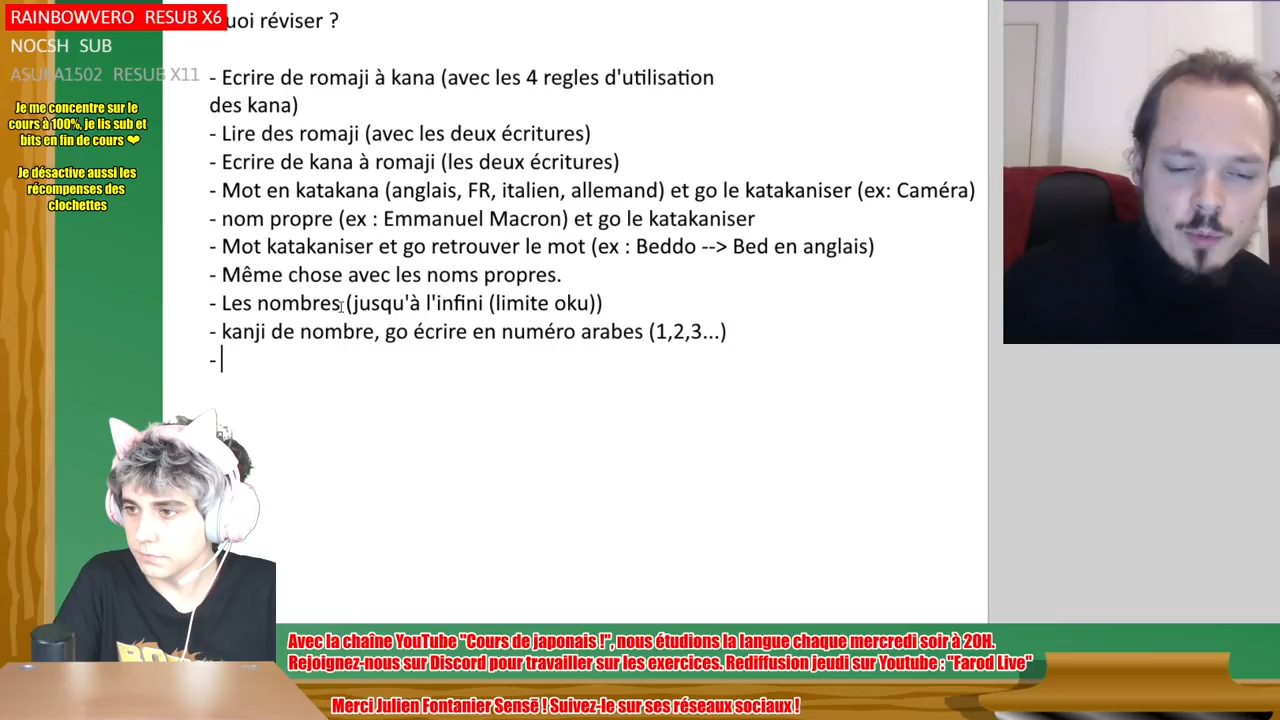 RAINBOWVERO RESUB X6
NOCSH SUB
ASUKA1502 RESUB X11
Je me concentre sur le
cours à 100%, je lis sub et
bits en fin de cours ❤
Je désactive aussi les
récompenses des
clochettes
uoi réviser ?
- Ecrire de romaji à kana (avec les 4 regles d'utilisation
des kana)
- Lire des romaji (avec les deux écritures)
- Ecrire de kana à romaji (les deux écritures)
- Mot en katakana (anglais, FR, italien, allemand) et go le katakaniser (ex: Caméra)
- nom propre (ex : Emmanuel Macron) et go le katakaniser
- Mot katakaniser et go retrouver le mot (ex : Beddo --> Bed en anglais)
- Même chose avec les noms propres.
- Les nombres (jusqu'à l'infini (limite oku))
- kanji de nombre, go écrire en numéro arabes (1,2,3...)
-
Avec la chaîne YouTube "Cours de japonais !", nous étudions la langue chaque mercredi soir à 20H.
Rejoignez-nous sur Discord pour travailler sur les exercices. Rediffusion jeudi sur Youtube : "Farod Live"
Merci Julien Fontanier Sensē ! Suivez-le sur ses réseaux sociaux !